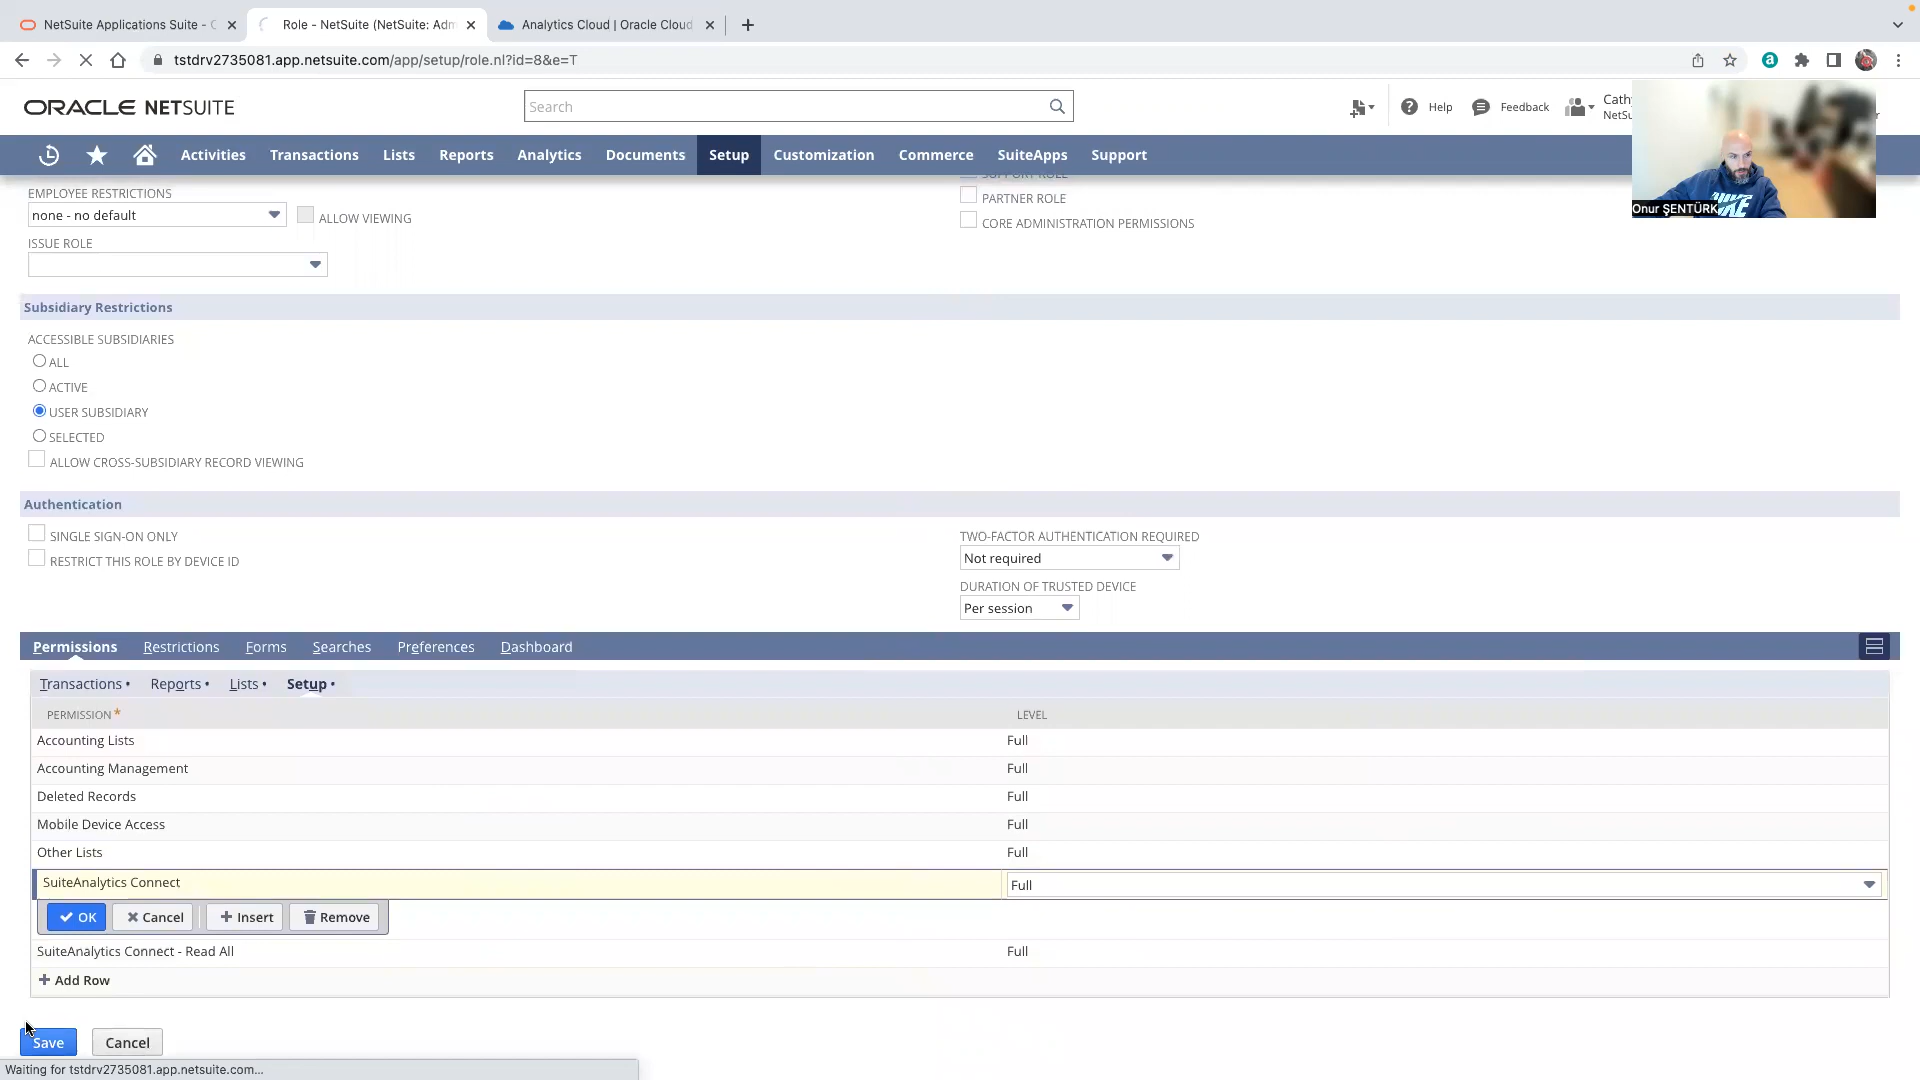 NetSuite Applications Suite - C
Role - NetSuite (NetSuite: Adm
Analytics Cloud | Oracle Cloud
tstdrv2735081.app.netsuite.com/app/setup/role.nl?id=8&e=T
ORACLE NETSUITE
Search
Help
Feedback
Cathy
NetSu
Onur ŞENTÜRK
Activities
Transactions
Lists
Reports
Analytics
Documents
Setup
Customization
Commerce
SuiteApps
Support
EMPLOYEE RESTRICTIONS
none - no default
ALLOW VIEWING
ISSUE ROLE
SUPPORT ROLE
PARTNER ROLE
CORE ADMINISTRATION PERMISSIONS
Subsidiary Restrictions
ACCESSIBLE SUBSIDIARIES
ALL
ACTIVE
USER SUBSIDIARY
SELECTED
ALLOW CROSS-SUBSIDIARY RECORD VIEWING
Authentication
SINGLE SIGN-ON ONLY
RESTRICT THIS ROLE BY DEVICE ID
TWO-FACTOR AUTHENTICATION REQUIRED
Not required
DURATION OF TRUSTED DEVICE
Per session
Permissions
Restrictions
Forms
Searches
Preferences
Dashboard
Transactions •
Reports •
Lists •
Setup •
PERMISSION *
LEVEL
Accounting Lists
Full
Accounting Management
Full
Deleted Records
Full
Mobile Device Access
Full
Other Lists
Full
SuiteAnalytics Connect
Full
OK
Cancel
Insert
Remove
SuiteAnalytics Connect - Read All
Full
Add Row
Save
Cancel
Waiting for tstdrv2735081.app.netsuite.com...